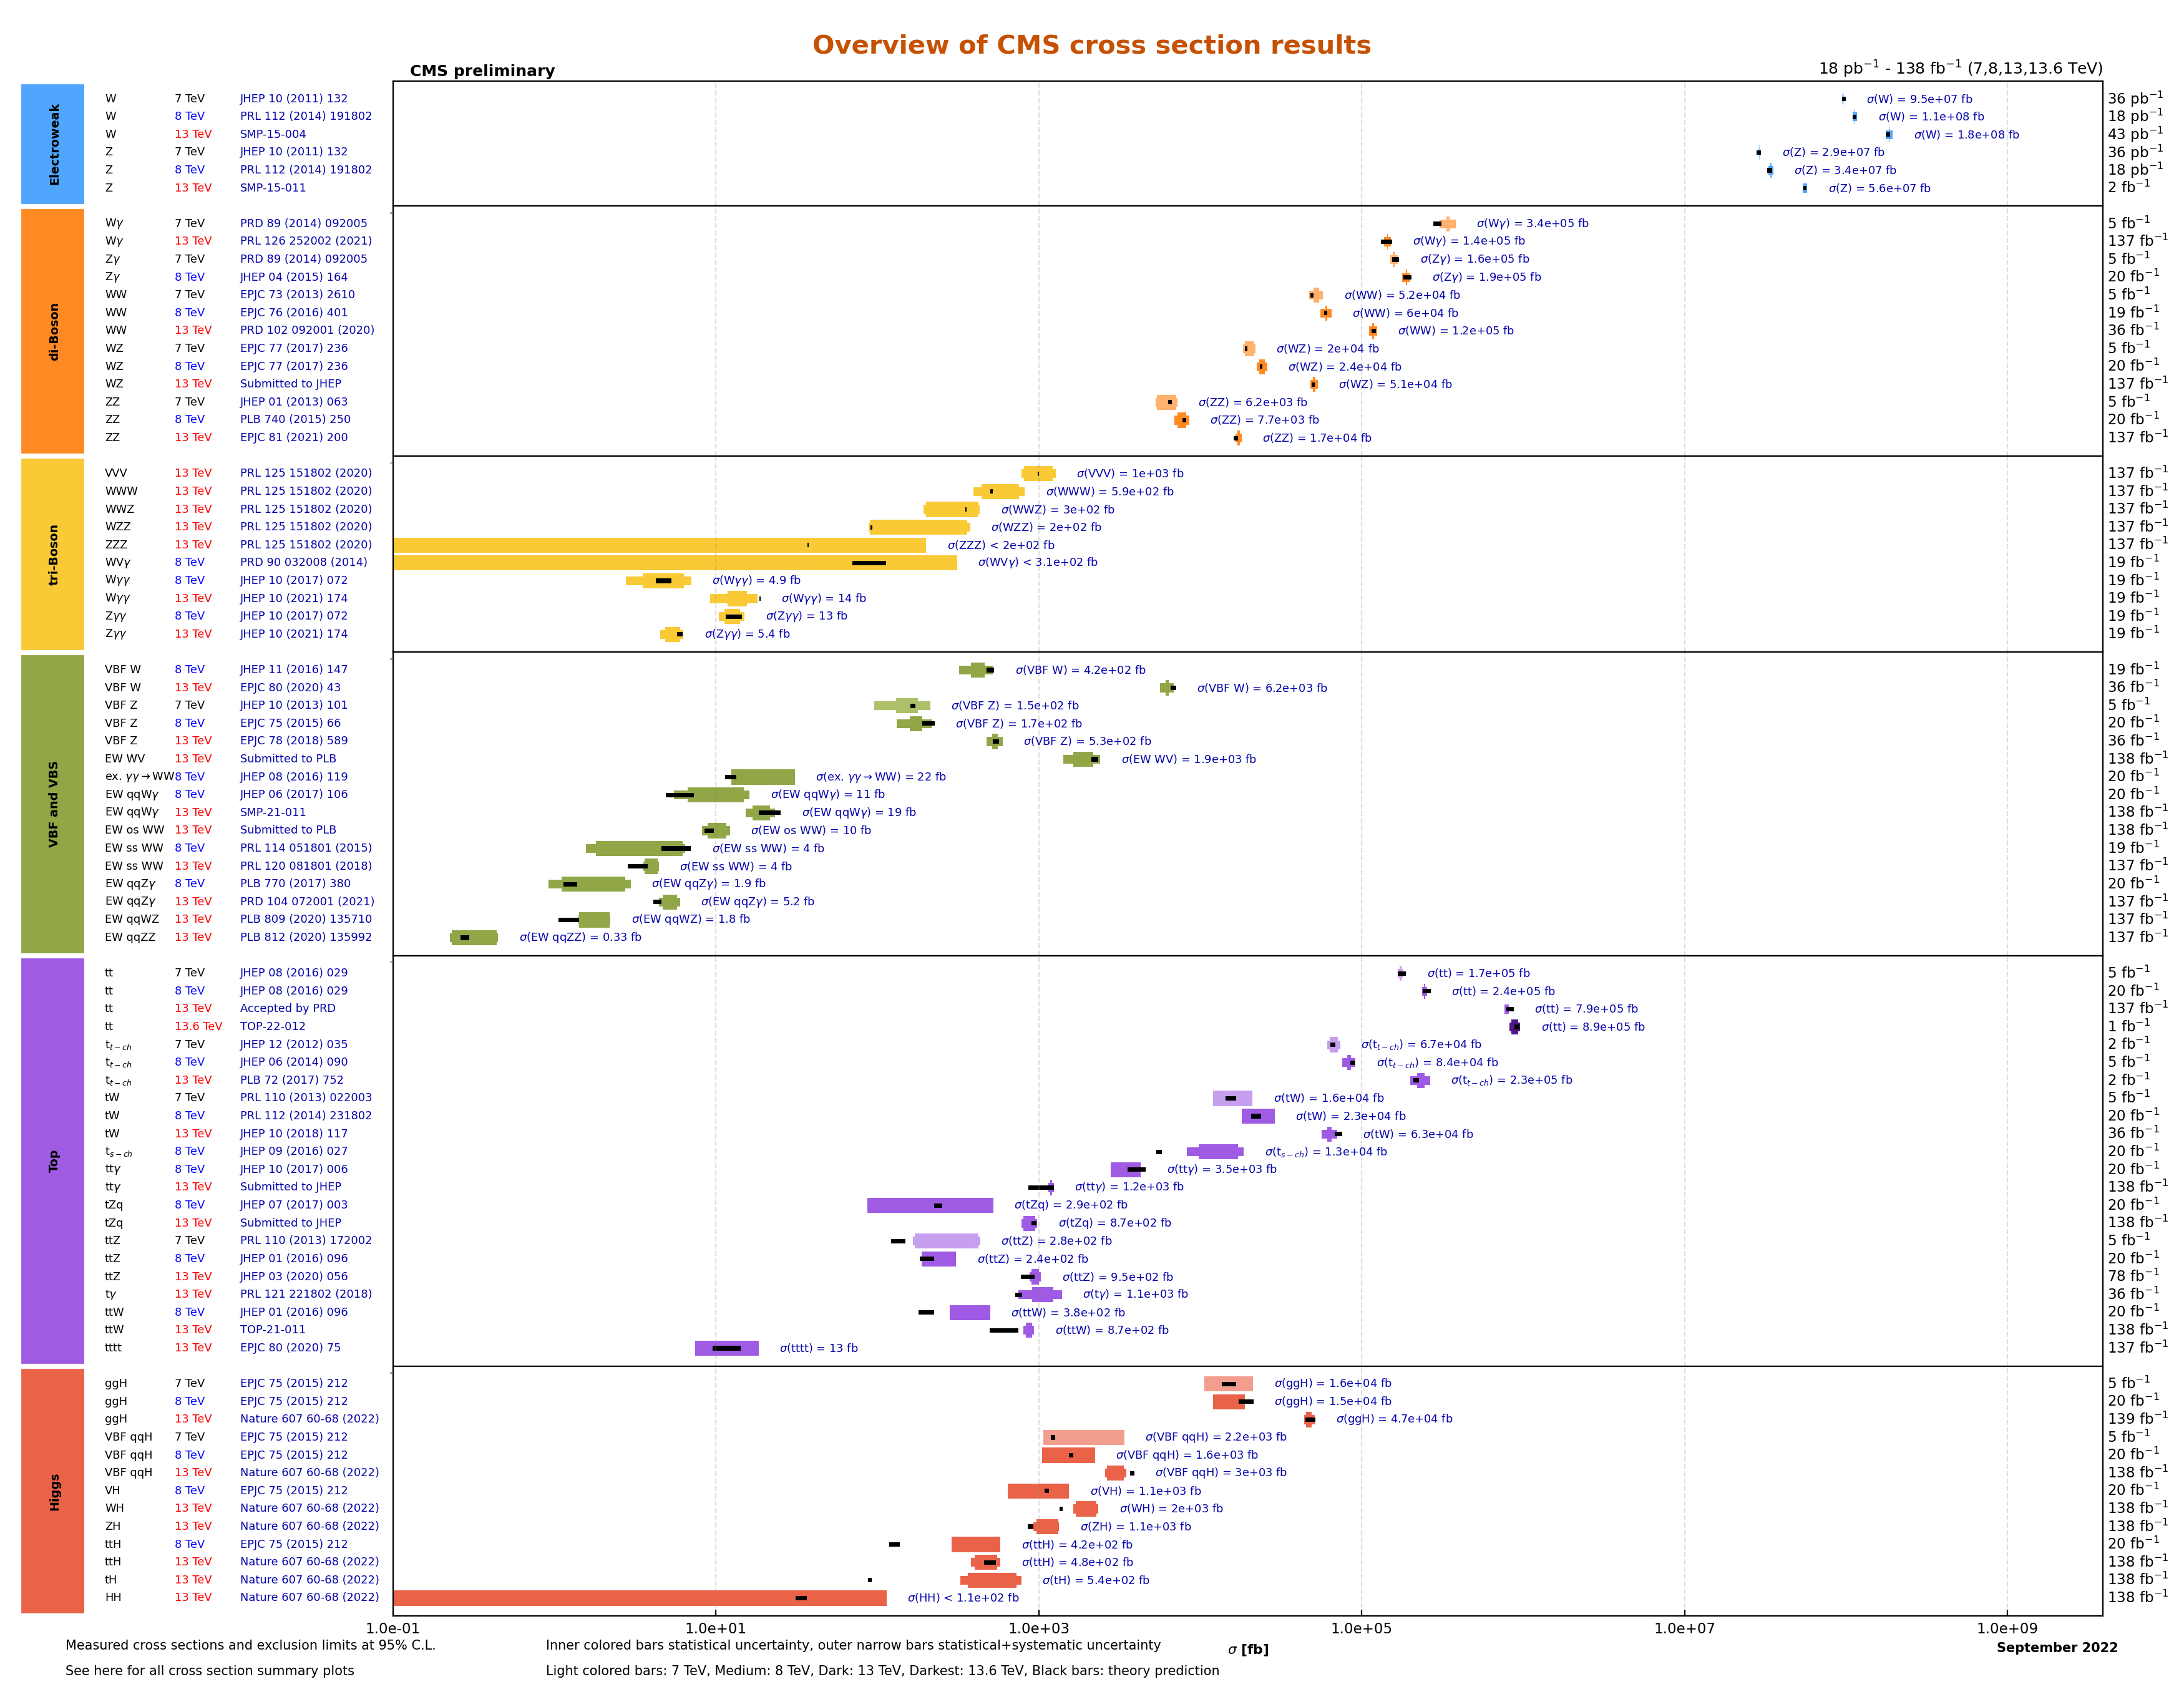 Overview of CMS cross section results
CMS preliminary 18 pb⁻¹ - 138 fb⁻¹ (7,8,13,13.6 TeV)
Electroweak
W 7 TeV JHEP 10 (2011) 132 σ(W) = 9.5e+07 fb 36 pb⁻¹
W 8 TeV PRL 112 (2014) 191802 σ(W) = 1.1e+08 fb 18 pb⁻¹
W 13 TeV SMP-15-004 σ(W) = 1.8e+08 fb 43 pb⁻¹
Z 7 TeV JHEP 10 (2011) 132 σ(Z) = 2.9e+07 fb 36 pb⁻¹
Z 8 TeV PRL 112 (2014) 191802 σ(Z) = 3.4e+07 fb 18 pb⁻¹
Z 13 TeV SMP-15-011 σ(Z) = 5.6e+07 fb 2 fb⁻¹
di-Boson
Wγ 7 TeV PRD 89 (2014) 092005 σ(Wγ) = 3.4e+05 fb 5 fb⁻¹
Wγ 13 TeV PRL 126 252002 (2021) σ(Wγ) = 1.4e+05 fb 137 fb⁻¹
Zγ 7 TeV PRD 89 (2014) 092005 σ(Zγ) = 1.6e+05 fb 5 fb⁻¹
Zγ 8 TeV JHEP 04 (2015) 164 σ(Zγ) = 1.9e+05 fb 20 fb⁻¹
WW 7 TeV EPJC 73 (2013) 2610 σ(WW) = 5.2e+04 fb 5 fb⁻¹
WW 8 TeV EPJC 76 (2016) 401 σ(WW) = 6e+04 fb 19 fb⁻¹
WW 13 TeV PRD 102 092001 (2020) σ(WW) = 1.2e+05 fb 36 fb⁻¹
WZ 7 TeV EPJC 77 (2017) 236 σ(WZ) = 2e+04 fb 5 fb⁻¹
WZ 8 TeV EPJC 77 (2017) 236 σ(WZ) = 2.4e+04 fb 20 fb⁻¹
WZ 13 TeV Submitted to JHEP σ(WZ) = 5.1e+04 fb 137 fb⁻¹
ZZ 7 TeV JHEP 01 (2013) 063 σ(ZZ) = 6.2e+03 fb 5 fb⁻¹
ZZ 8 TeV PLB 740 (2015) 250 σ(ZZ) = 7.7e+03 fb 20 fb⁻¹
ZZ 13 TeV EPJC 81 (2021) 200 σ(ZZ) = 1.7e+04 fb 137 fb⁻¹
tri-Boson
VVV 13 TeV PRL 125 151802 (2020) σ(VVV) = 1e+03 fb 137 fb⁻¹
WWW 13 TeV PRL 125 151802 (2020) σ(WWW) = 5.9e+02 fb 137 fb⁻¹
WWZ 13 TeV PRL 125 151802 (2020) σ(WWZ) = 3e+02 fb 137 fb⁻¹
WZZ 13 TeV PRL 125 151802 (2020) σ(WZZ) = 2e+02 fb 137 fb⁻¹
ZZZ 13 TeV PRL 125 151802 (2020) σ(ZZZ) < 2e+02 fb 137 fb⁻¹
WVγ 8 TeV PRD 90 032008 (2014) σ(WVγ) < 3.1e+02 fb 19 fb⁻¹
Wγγ 8 TeV JHEP 10 (2017) 072 σ(Wγγ) = 4.9 fb 19 fb⁻¹
Wγγ 13 TeV JHEP 10 (2021) 174 σ(Wγγ) = 14 fb 19 fb⁻¹
Zγγ 8 TeV JHEP 10 (2017) 072 σ(Zγγ) = 13 fb 19 fb⁻¹
Zγγ 13 TeV JHEP 10 (2021) 174 σ(Zγγ) = 5.4 fb 19 fb⁻¹
VBF and VBS
VBF W 8 TeV JHEP 11 (2016) 147 σ(VBF W) = 4.2e+02 fb 19 fb⁻¹
VBF W 13 TeV EPJC 80 (2020) 43 σ(VBF W) = 6.2e+03 fb 36 fb⁻¹
VBF Z 7 TeV JHEP 10 (2013) 101 σ(VBF Z) = 1.5e+02 fb 5 fb⁻¹
VBF Z 8 TeV EPJC 75 (2015) 66 σ(VBF Z) = 1.7e+02 fb 20 fb⁻¹
VBF Z 13 TeV EPJC 78 (2018) 589 σ(VBF Z) = 5.3e+02 fb 36 fb⁻¹
EW WV 13 TeV Submitted to PLB σ(EW WV) = 1.9e+03 fb 138 fb⁻¹
ex. γγ→WW 8 TeV JHEP 08 (2016) 119 σ(ex. γγ→WW) = 22 fb 20 fb⁻¹
EW qqWγ 8 TeV JHEP 06 (2017) 106 σ(EW qqWγ) = 11 fb 20 fb⁻¹
EW qqWγ 13 TeV SMP-21-011 σ(EW qqWγ) = 19 fb 138 fb⁻¹
EW os WW 13 TeV Submitted to PLB σ(EW os WW) = 10 fb 138 fb⁻¹
EW ss WW 8 TeV PRL 114 051801 (2015) σ(EW ss WW) = 4 fb 19 fb⁻¹
EW ss WW 13 TeV PRL 120 081801 (2018) σ(EW ss WW) = 4 fb 137 fb⁻¹
EW qqZγ 8 TeV PLB 770 (2017) 380 σ(EW qqZγ) = 1.9 fb 20 fb⁻¹
EW qqZγ 13 TeV PRD 104 072001 (2021) σ(EW qqZγ) = 5.2 fb 137 fb⁻¹
EW qqWZ 13 TeV PLB 809 (2020) 135710 σ(EW qqWZ) = 1.8 fb 137 fb⁻¹
EW qqZZ 13 TeV PLB 812 (2020) 135992 σ(EW qqZZ) = 0.33 fb 137 fb⁻¹
Top
tt 7 TeV JHEP 08 (2016) 029 σ(tt) = 1.7e+05 fb 5 fb⁻¹
tt 8 TeV JHEP 08 (2016) 029 σ(tt) = 2.4e+05 fb 20 fb⁻¹
tt 13 TeV Accepted by PRD σ(tt) = 7.9e+05 fb 137 fb⁻¹
tt 13.6 TeV TOP-22-012 σ(tt) = 8.9e+05 fb 1 fb⁻¹
t_{t−ch} 7 TeV JHEP 12 (2012) 035 σ(t_{t−ch}) = 6.7e+04 fb 2 fb⁻¹
t_{t−ch} 8 TeV JHEP 06 (2014) 090 σ(t_{t−ch}) = 8.4e+04 fb 5 fb⁻¹
t_{t−ch} 13 TeV PLB 72 (2017) 752 σ(t_{t−ch}) = 2.3e+05 fb 2 fb⁻¹
tW 7 TeV PRL 110 (2013) 022003 σ(tW) = 1.6e+04 fb 5 fb⁻¹
tW 8 TeV PRL 112 (2014) 231802 σ(tW) = 2.3e+04 fb 20 fb⁻¹
tW 13 TeV JHEP 10 (2018) 117 σ(tW) = 6.3e+04 fb 36 fb⁻¹
t_{s−ch} 8 TeV JHEP 09 (2016) 027 σ(t_{s−ch}) = 1.3e+04 fb 20 fb⁻¹
ttγ 8 TeV JHEP 10 (2017) 006 σ(ttγ) = 3.5e+03 fb 20 fb⁻¹
ttγ 13 TeV Submitted to JHEP σ(ttγ) = 1.2e+03 fb 138 fb⁻¹
tZq 8 TeV JHEP 07 (2017) 003 σ(tZq) = 2.9e+02 fb 20 fb⁻¹
tZq 13 TeV Submitted to JHEP σ(tZq) = 8.7e+02 fb 138 fb⁻¹
ttZ 7 TeV PRL 110 (2013) 172002 σ(ttZ) = 2.8e+02 fb 5 fb⁻¹
ttZ 8 TeV JHEP 01 (2016) 096 σ(ttZ) = 2.4e+02 fb 20 fb⁻¹
ttZ 13 TeV JHEP 03 (2020) 056 σ(ttZ) = 9.5e+02 fb 78 fb⁻¹
tγ 13 TeV PRL 121 221802 (2018) σ(tγ) = 1.1e+03 fb 36 fb⁻¹
ttW 8 TeV JHEP 01 (2016) 096 σ(ttW) = 3.8e+02 fb 20 fb⁻¹
ttW 13 TeV TOP-21-011 σ(ttW) = 8.7e+02 fb 138 fb⁻¹
tttt 13 TeV EPJC 80 (2020) 75 σ(tttt) = 13 fb 137 fb⁻¹
Higgs
ggH 7 TeV EPJC 75 (2015) 212 σ(ggH) = 1.6e+04 fb 5 fb⁻¹
ggH 8 TeV EPJC 75 (2015) 212 σ(ggH) = 1.5e+04 fb 20 fb⁻¹
ggH 13 TeV Nature 607 60-68 (2022) σ(ggH) = 4.7e+04 fb 139 fb⁻¹
VBF qqH 7 TeV EPJC 75 (2015) 212 σ(VBF qqH) = 2.2e+03 fb 5 fb⁻¹
VBF qqH 8 TeV EPJC 75 (2015) 212 σ(VBF qqH) = 1.6e+03 fb 20 fb⁻¹
VBF qqH 13 TeV Nature 607 60-68 (2022) σ(VBF qqH) = 3e+03 fb 138 fb⁻¹
VH 8 TeV EPJC 75 (2015) 212 σ(VH) = 1.1e+03 fb 20 fb⁻¹
WH 13 TeV Nature 607 60-68 (2022) σ(WH) = 2e+03 fb 138 fb⁻¹
ZH 13 TeV Nature 607 60-68 (2022) σ(ZH) = 1.1e+03 fb 138 fb⁻¹
ttH 8 TeV EPJC 75 (2015) 212 σ(ttH) = 4.2e+02 fb 20 fb⁻¹
ttH 13 TeV Nature 607 60-68 (2022) σ(ttH) = 4.8e+02 fb 138 fb⁻¹
tH 13 TeV Nature 607 60-68 (2022) σ(tH) = 5.4e+02 fb 138 fb⁻¹
HH 13 TeV Nature 607 60-68 (2022) σ(HH) < 1.1e+02 fb 138 fb⁻¹
1.0e-01 1.0e+01 1.0e+03 1.0e+05 1.0e+07 1.0e+09
σ [fb]
September 2022
Measured cross sections and exclusion limits at 95% C.L.
See here for all cross section summary plots
Inner colored bars statistical uncertainty, outer narrow bars statistical+systematic uncertainty
Light colored bars: 7 TeV, Medium: 8 TeV, Dark: 13 TeV, Darkest: 13.6 TeV, Black bars: theory prediction